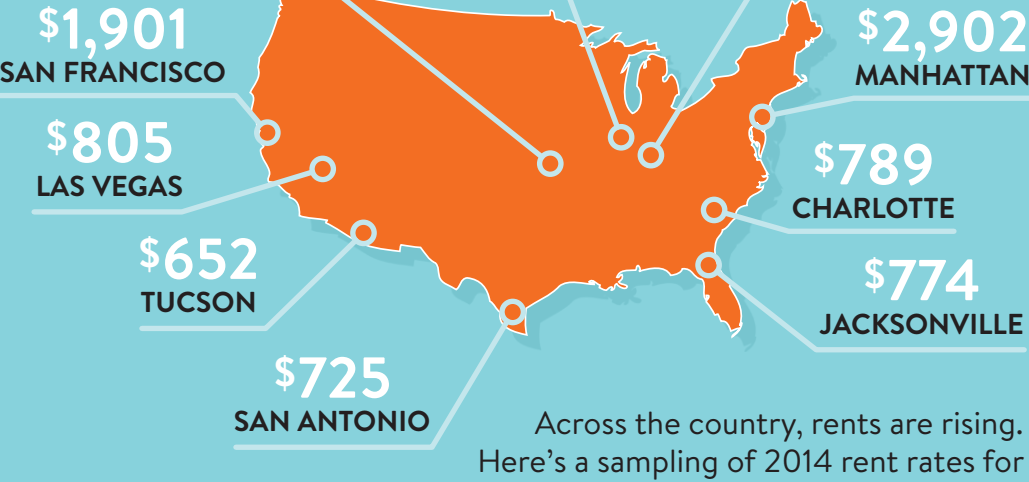 $1,901
SAN FRANCISCO
$2,902
MANHATTAN
$805
LAS VEGAS
$789
CHARLOTTE
$652
TUCSON
$774
JACKSONVILLE
$725
SAN ANTONIO
Across the country, rents are rising.
Here’s a sampling of 2014 rent rates for